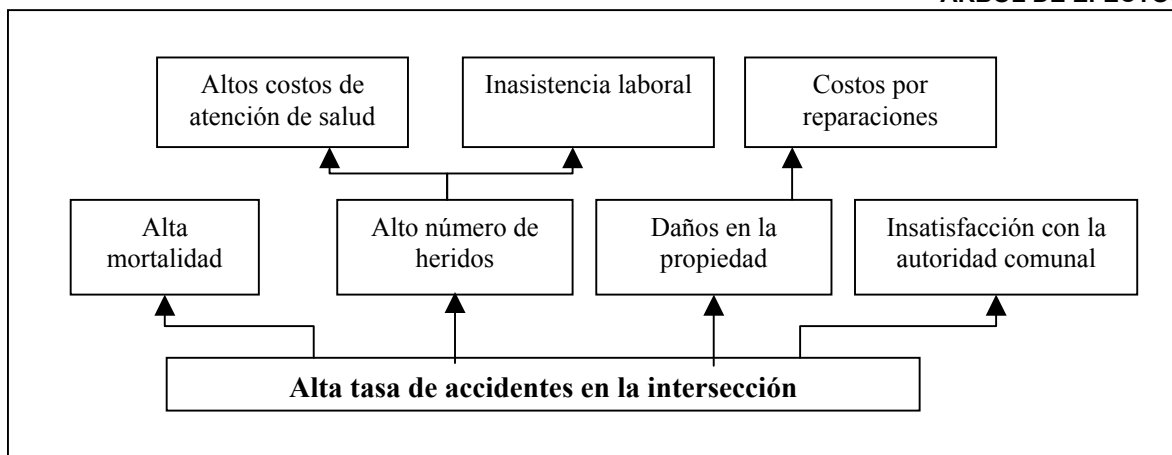 Altos costos de
atención de salud
Inasistencia laboral
Costos por
reparaciones
Alta
mortalidad
Alto número de
heridos
Daños en la
propiedad
Insatisfacción con la
autoridad comunal
Alta tasa de accidentes en la intersección